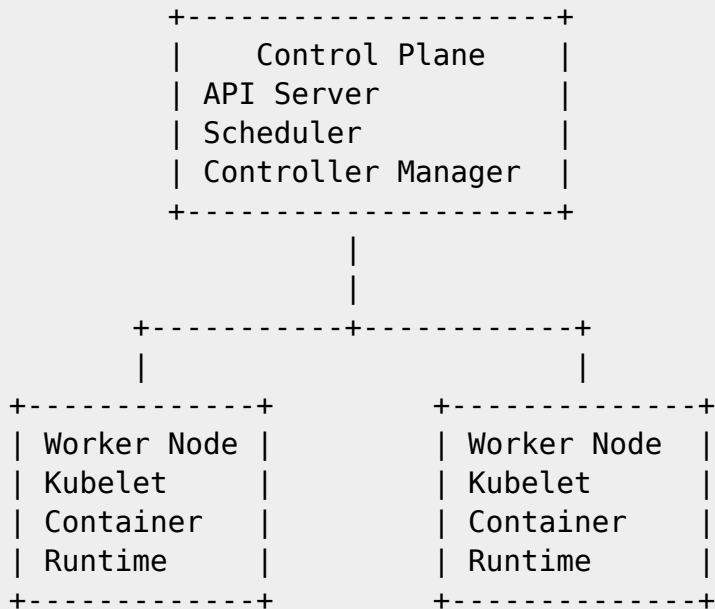 Control Plane
API Server
Scheduler
Controller Manager
Worker Node
Kubelet
Container
Runtime
Worker Node
Kubelet
Container
Runtime